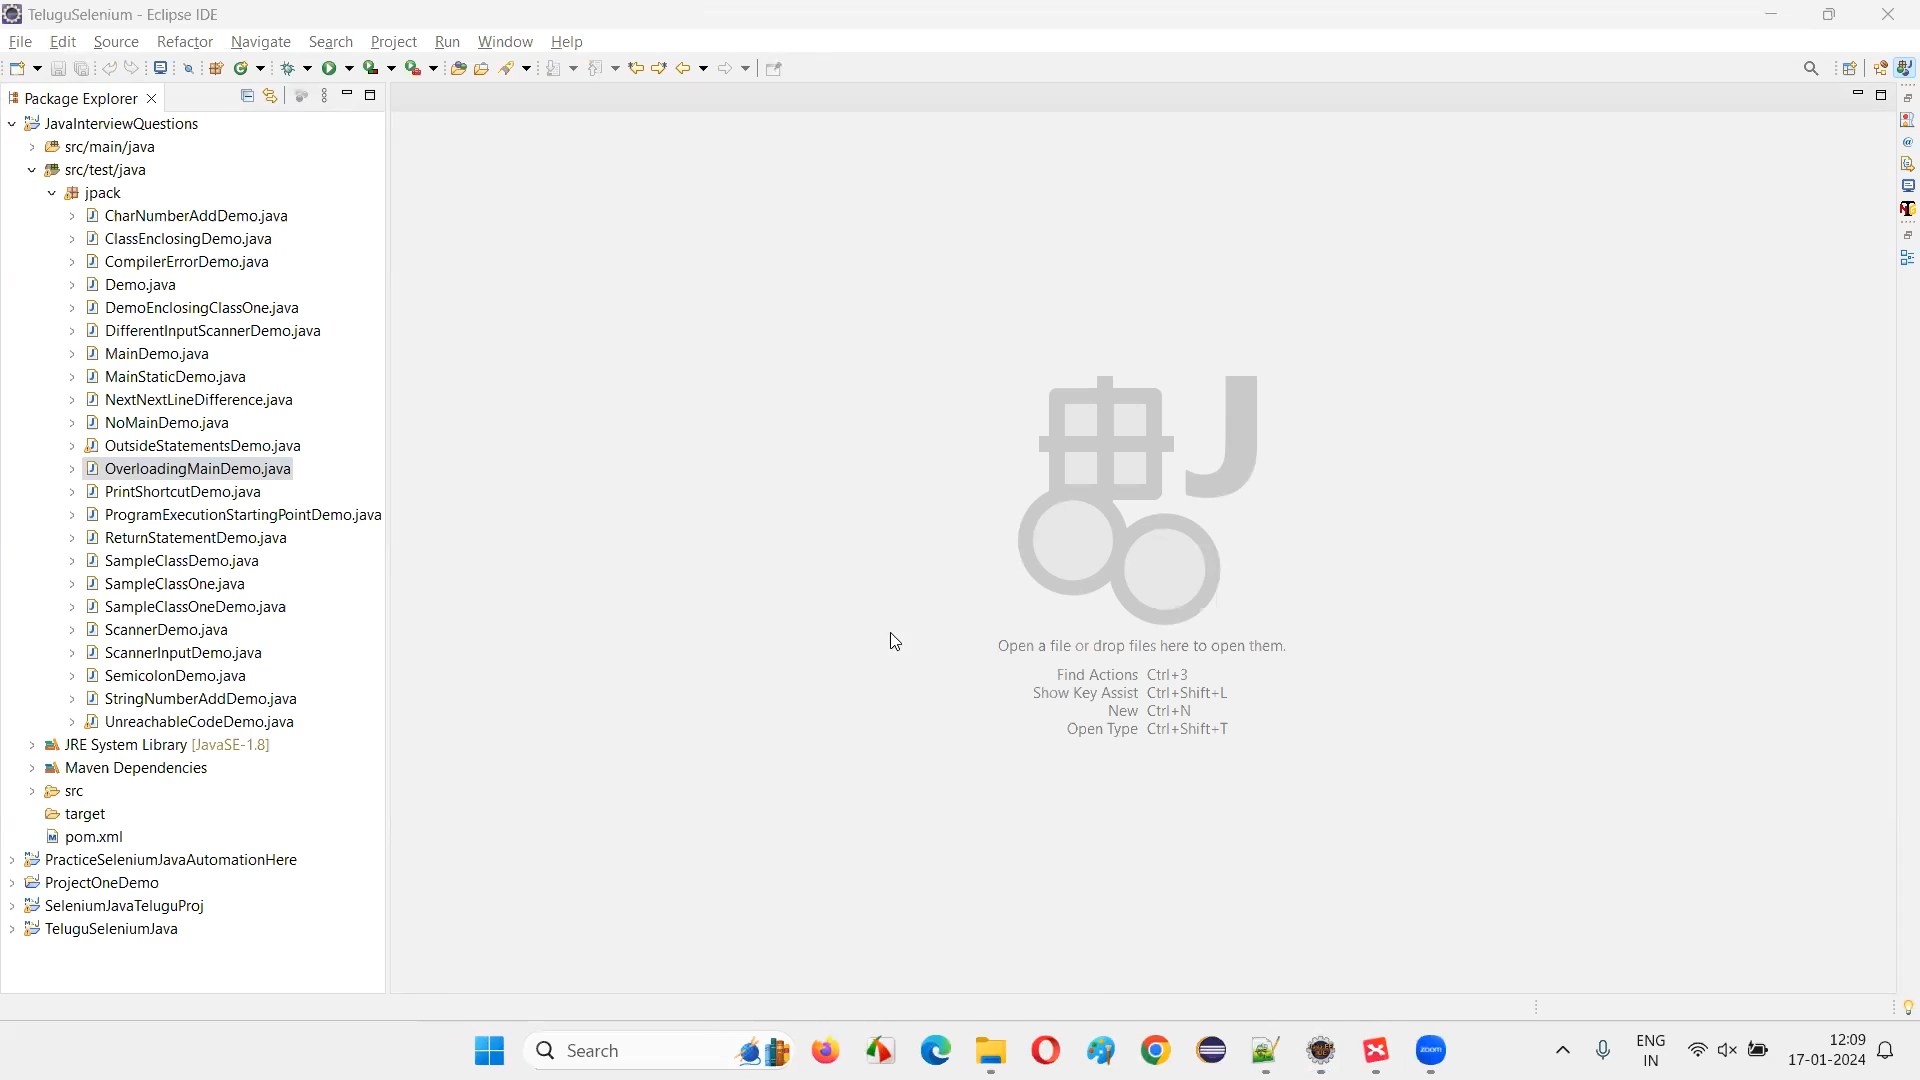 TeluguSelenium - Eclipse IDE
File Edit Source Refactor Navigate Search Project Run Window Help
Package Explorer
JavaInterviewQuestions
src/main/java
src/test/java
jpack
CharNumberAddDemo.java
ClassEnclosingDemo.java
CompilerErrorDemo.java
Demo.java
DemoEnclosingClassOne.java
DifferentInputScannerDemo.java
MainDemo.java
MainStaticDemo.java
NextNextLineDifference.java
NoMainDemo.java
OutsideStatementsDemo.java
OverloadingMainDemo.java
PrintShortcutDemo.java
ProgramExecutionStartingPointDemo.java
ReturnStatementDemo.java
SampleClassDemo.java
SampleClassOne.java
SampleClassOneDemo.java
ScannerDemo.java
ScannerInputDemo.java
SemicolonDemo.java
StringNumberAddDemo.java
UnreachableCodeDemo.java
JRE System Library [JavaSE-1.8]
Maven Dependencies
src
target
pom.xml
PracticeSeleniumJavaAutomationHere
ProjectOneDemo
SeleniumJavaTeluguProj
TeluguSeleniumJava
Open a file or drop files here to open them.
Find Actions Ctrl+3
Show Key Assist Ctrl+Shift+L
New Ctrl+N
Open Type Ctrl+Shift+T
Search
zoom
ENG
IN
12:09
17-01-2024